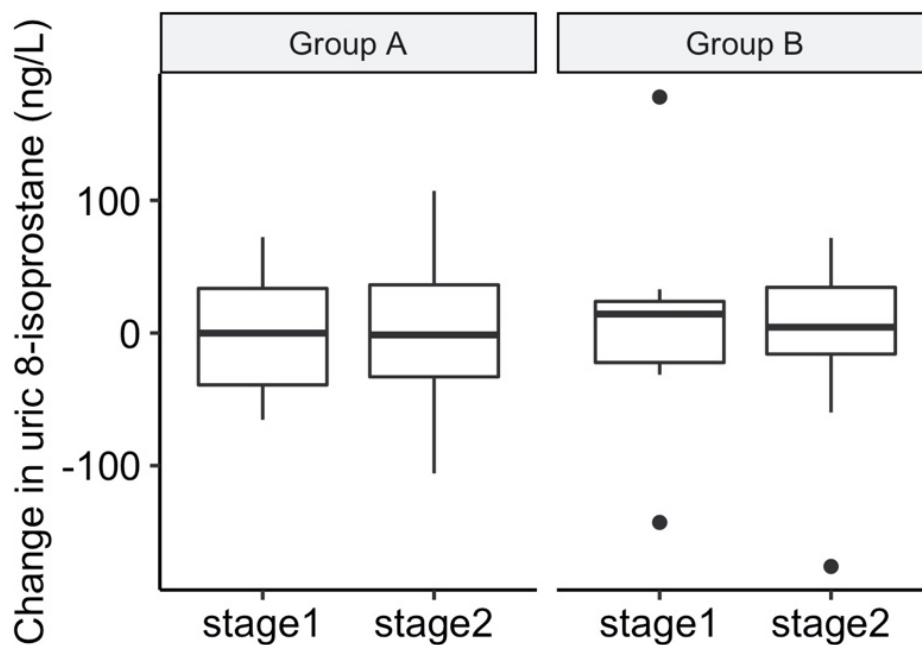 Group A
Group B
Change in uric 8-isoprostane (ng/L)
100
0
-100
stage1
stage2
stage1
stage2